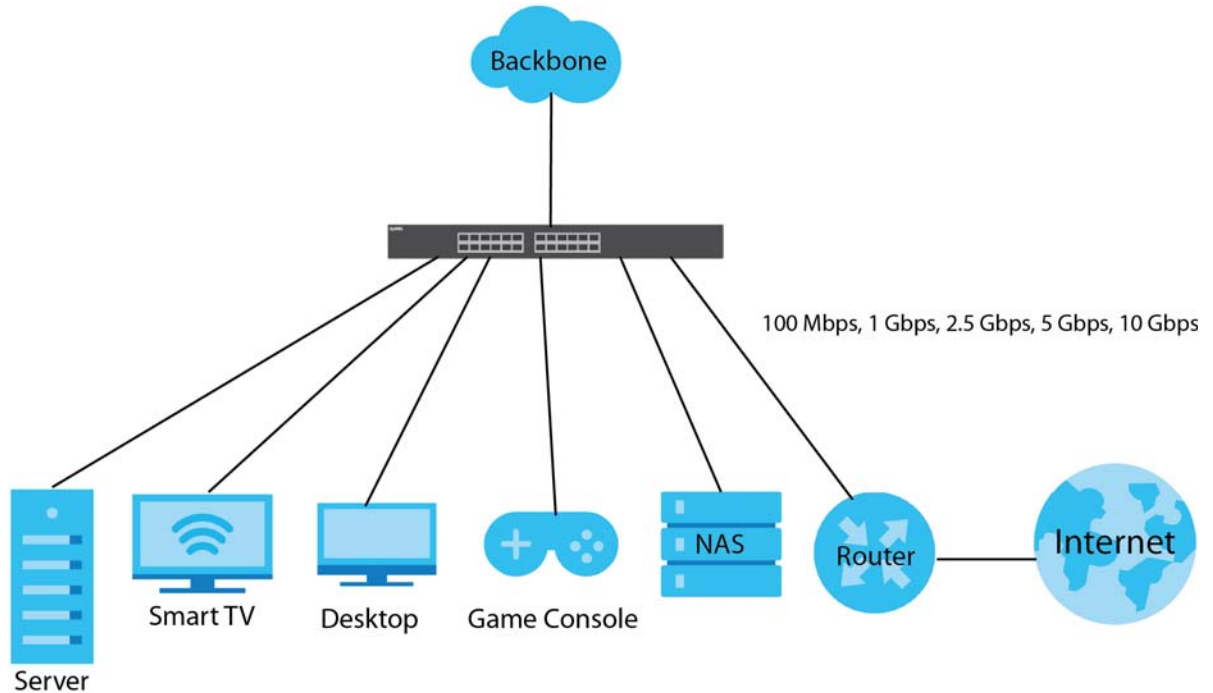 Backbone
100 Mbps, 1 Gbps, 2.5 Gbps, 5 Gbps, 10 Gbps
NAS
Router
Internet
Smart TV
Desktop
Game Console
Server